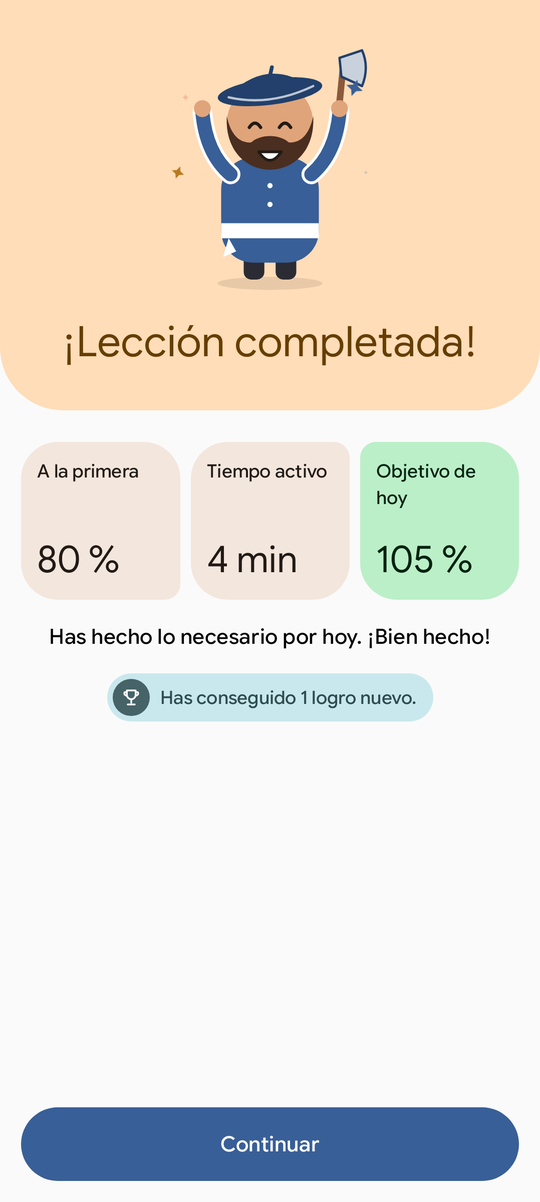 ¡Lección completada!
A la primera
80 %
Tiempo activo
4 min
Objetivo de
hoy
105 %
Has hecho lo necesario por hoy. ¡Bien hecho!
Has conseguido 1 logro nuevo.
Continuar